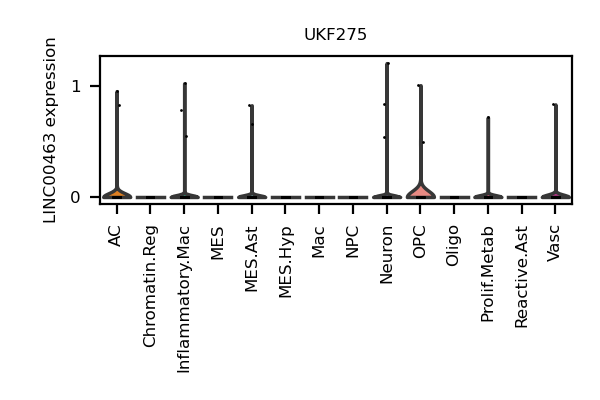 UKF275
LINC00463 expression
1
0
AC
Chromatin.Reg
Inflammatory.Mac
MES
MES.Ast
MES.Hyp
Mac
NPC
Neuron
OPC
Oligo
Prolif.Metab
Reactive.Ast
Vasc